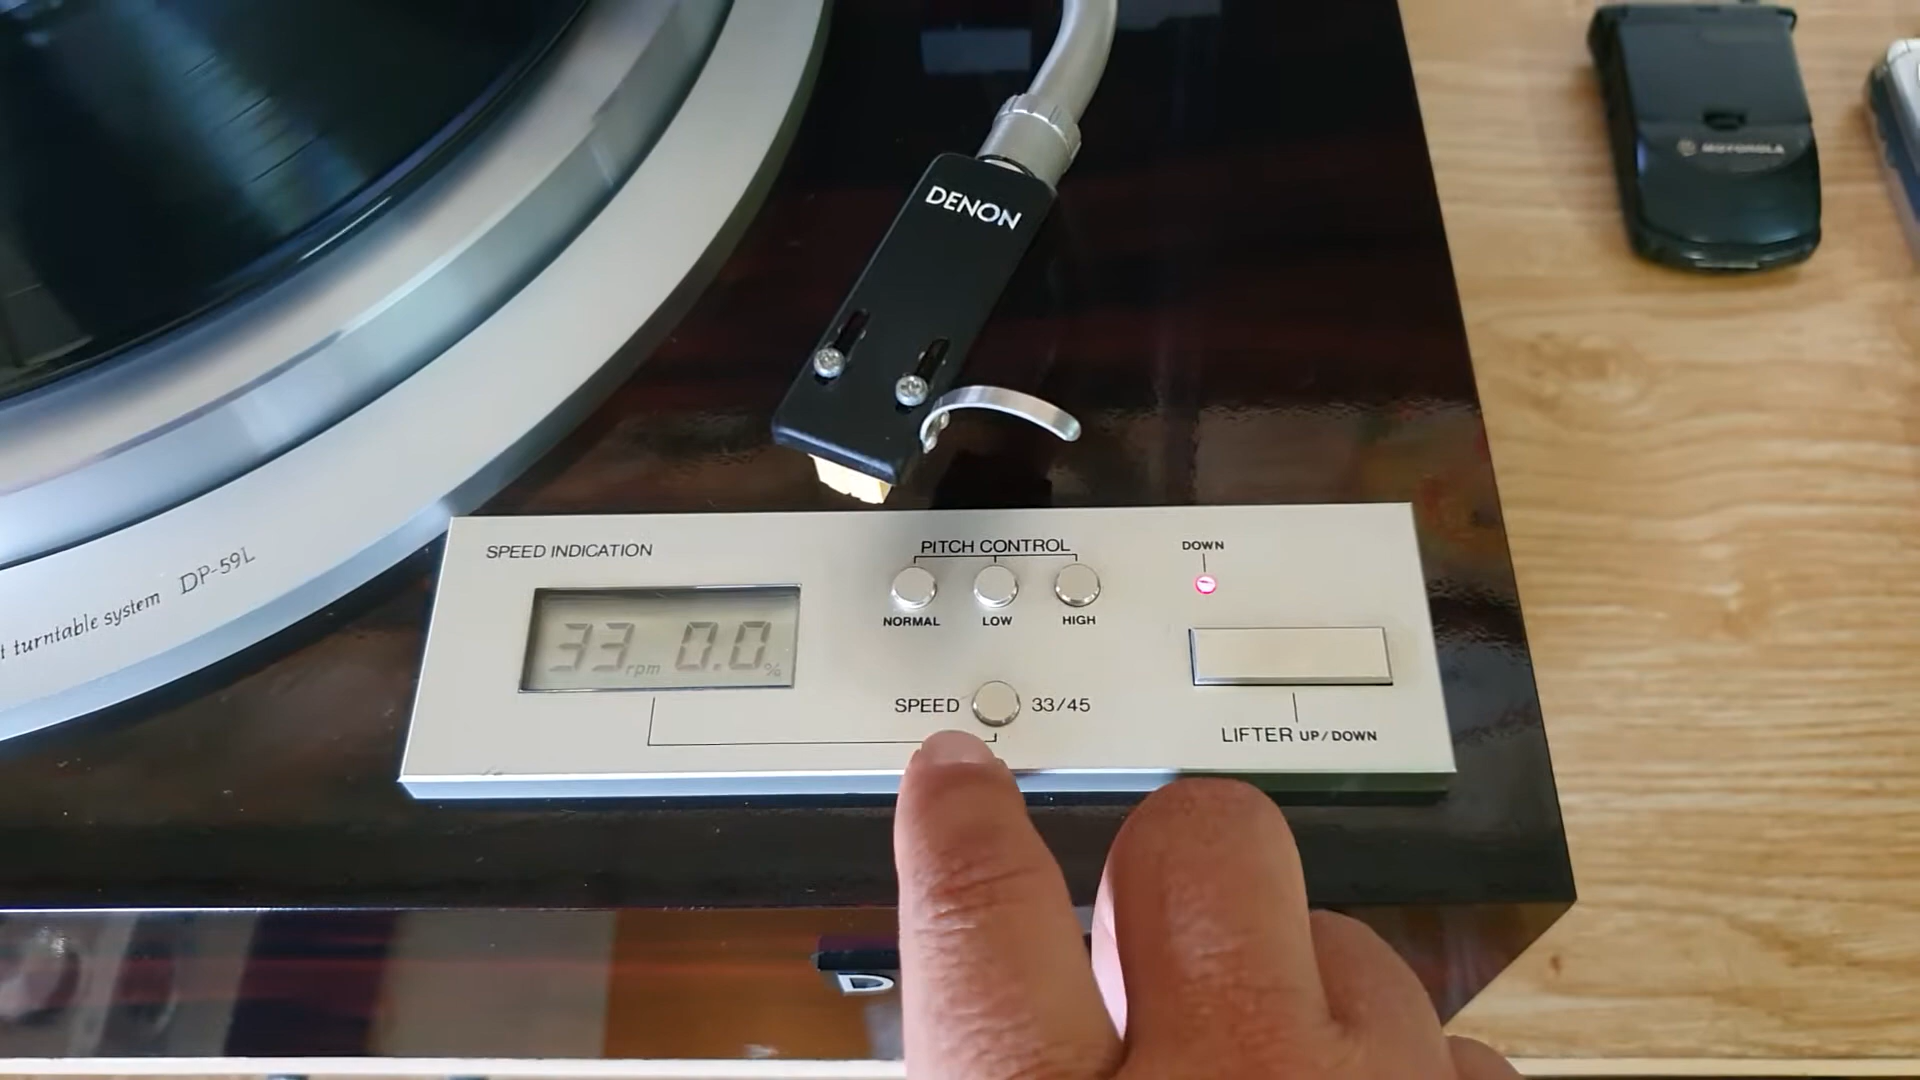 MOTOROLA
DENON
DP-59L
t turntable system
SPEED INDICATION
33 rpm 0.0 %
PITCH CONTROL
NORMAL LOW HIGH
SPEED 33/45
DOWN
LIFTER UP/DOWN
D